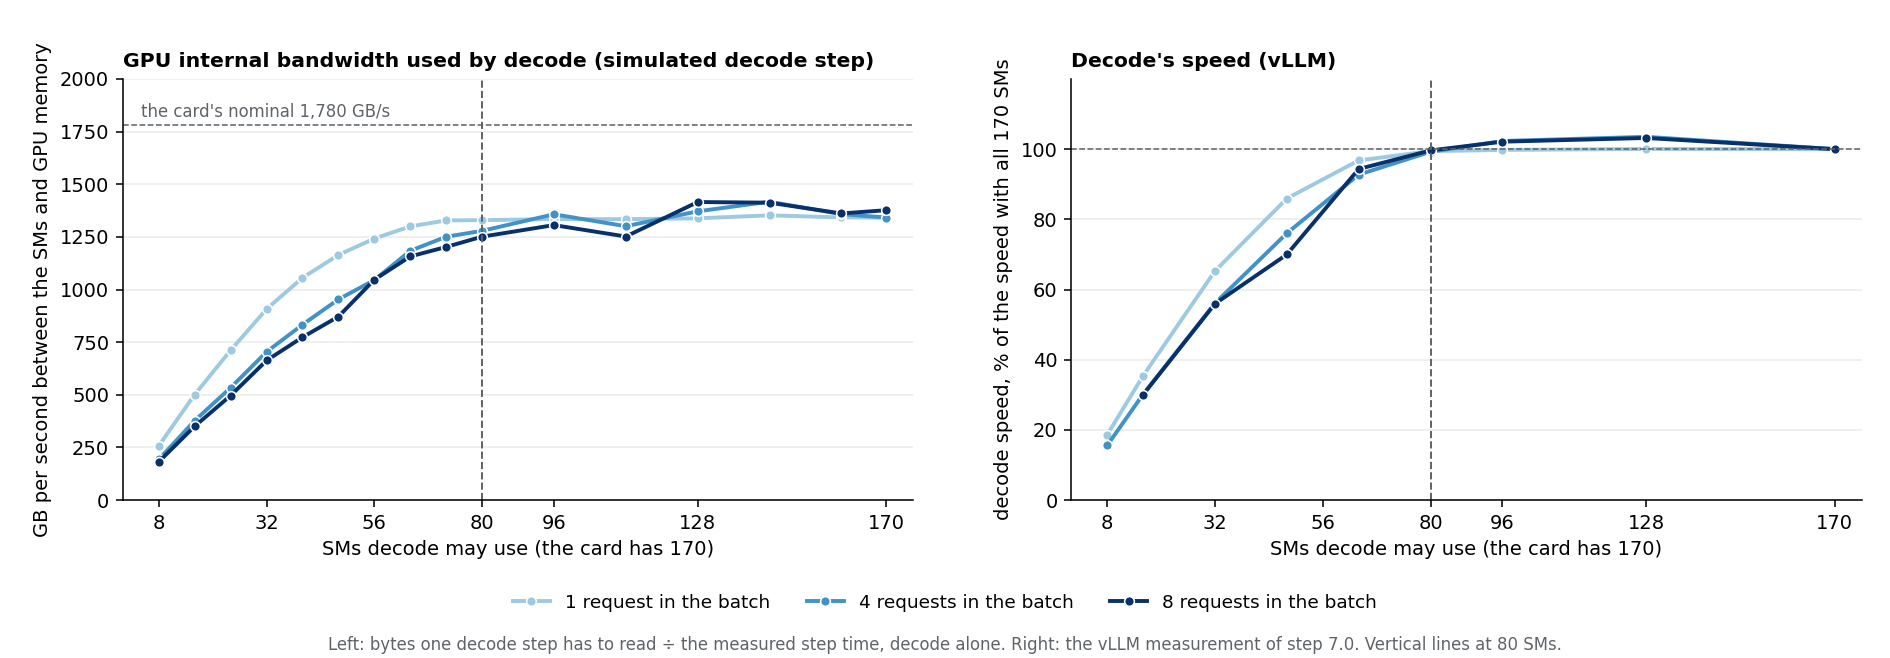 GPU internal bandwidth used by decode (simulated decode step)
GB per second between the SMs and GPU memory
2000
1750
1500
1250
1000
750
500
250
0
the card's nominal 1,780 GB/s
8 32 56 80 96 128 170
SMs decode may use (the card has 170)
Decode's speed (vLLM)
decode speed, % of the speed with all 170 SMs
100
80
60
40
20
0
8 32 56 80 96 128 170
SMs decode may use (the card has 170)
1 request in the batch 4 requests in the batch 8 requests in the batch
Left: bytes one decode step has to read ÷ the measured step time, decode alone. Right: the vLLM measurement of step 7.0. Vertical lines at 80 SMs.